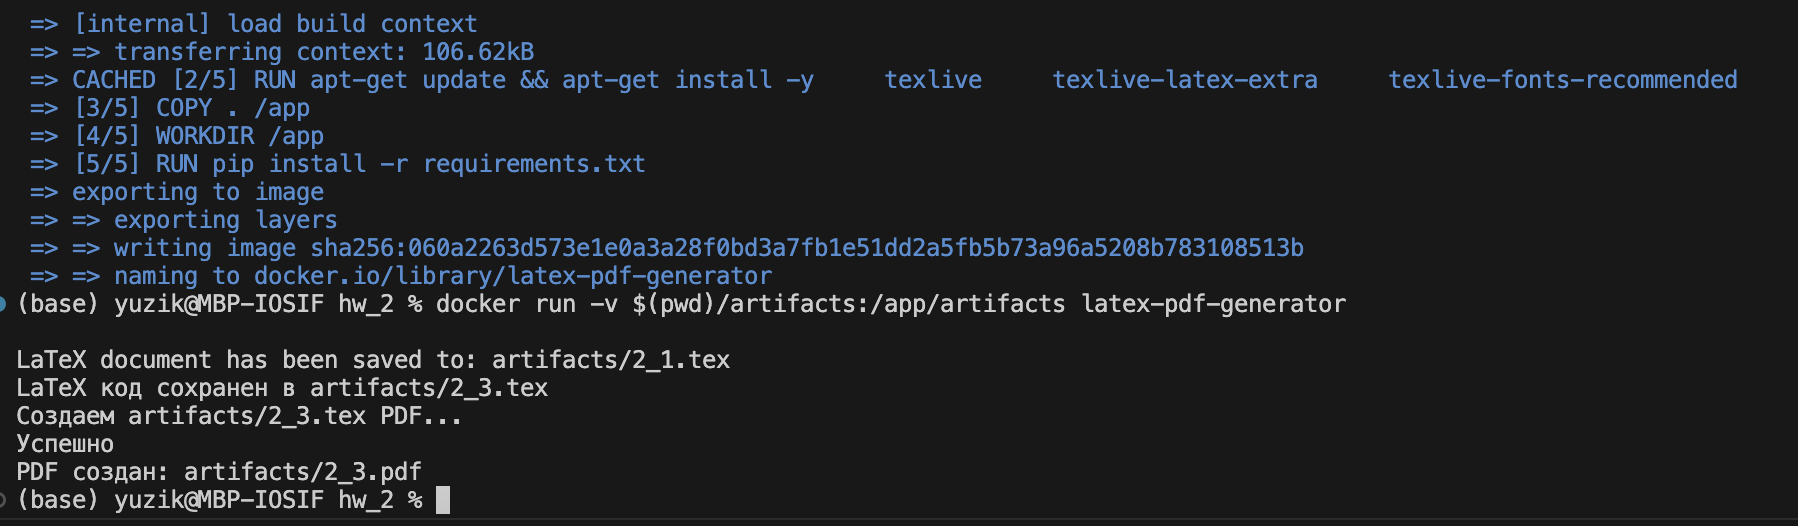 => [internal] load build context
=> => transferring context: 106.62kB
=> CACHED [2/5] RUN apt-get update && apt-get install -y     texlive     texlive-latex-extra     texlive-fonts-recommended
=> [3/5] COPY . /app
=> [4/5] WORKDIR /app
=> [5/5] RUN pip install -r requirements.txt
=> exporting to image
=> => exporting layers
=> => writing image sha256:060a2263d573e1e0a3a28f0bd3a7fb1e51dd2a5fb5b73a96a5208b783108513b
=> => naming to docker.io/library/latex-pdf-generator
(base) yuzik@MBP-IOSIF hw_2 % docker run -v $(pwd)/artifacts:/app/artifacts latex-pdf-generator
LaTeX document has been saved to: artifacts/2_1.tex
LaTeX код сохранен в artifacts/2_3.tex
Создаем artifacts/2_3.tex PDF...
Успешно
PDF создан: artifacts/2_3.pdf
(base) yuzik@MBP-IOSIF hw_2 %